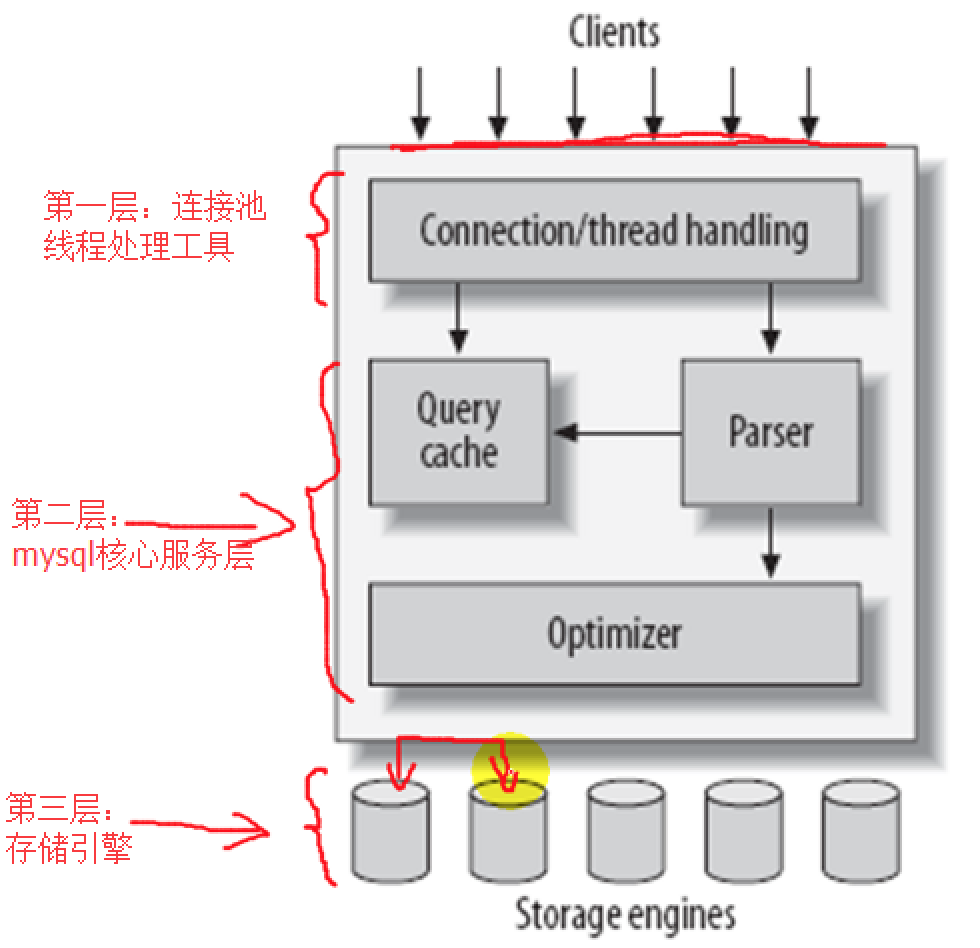 Clients
第一层：连接池
线程处理工具
Connection/thread handling
Query
cache
Parser
第二层：
mysql核心服务层
Optimizer
第三层：
存储引擎
Storage engines